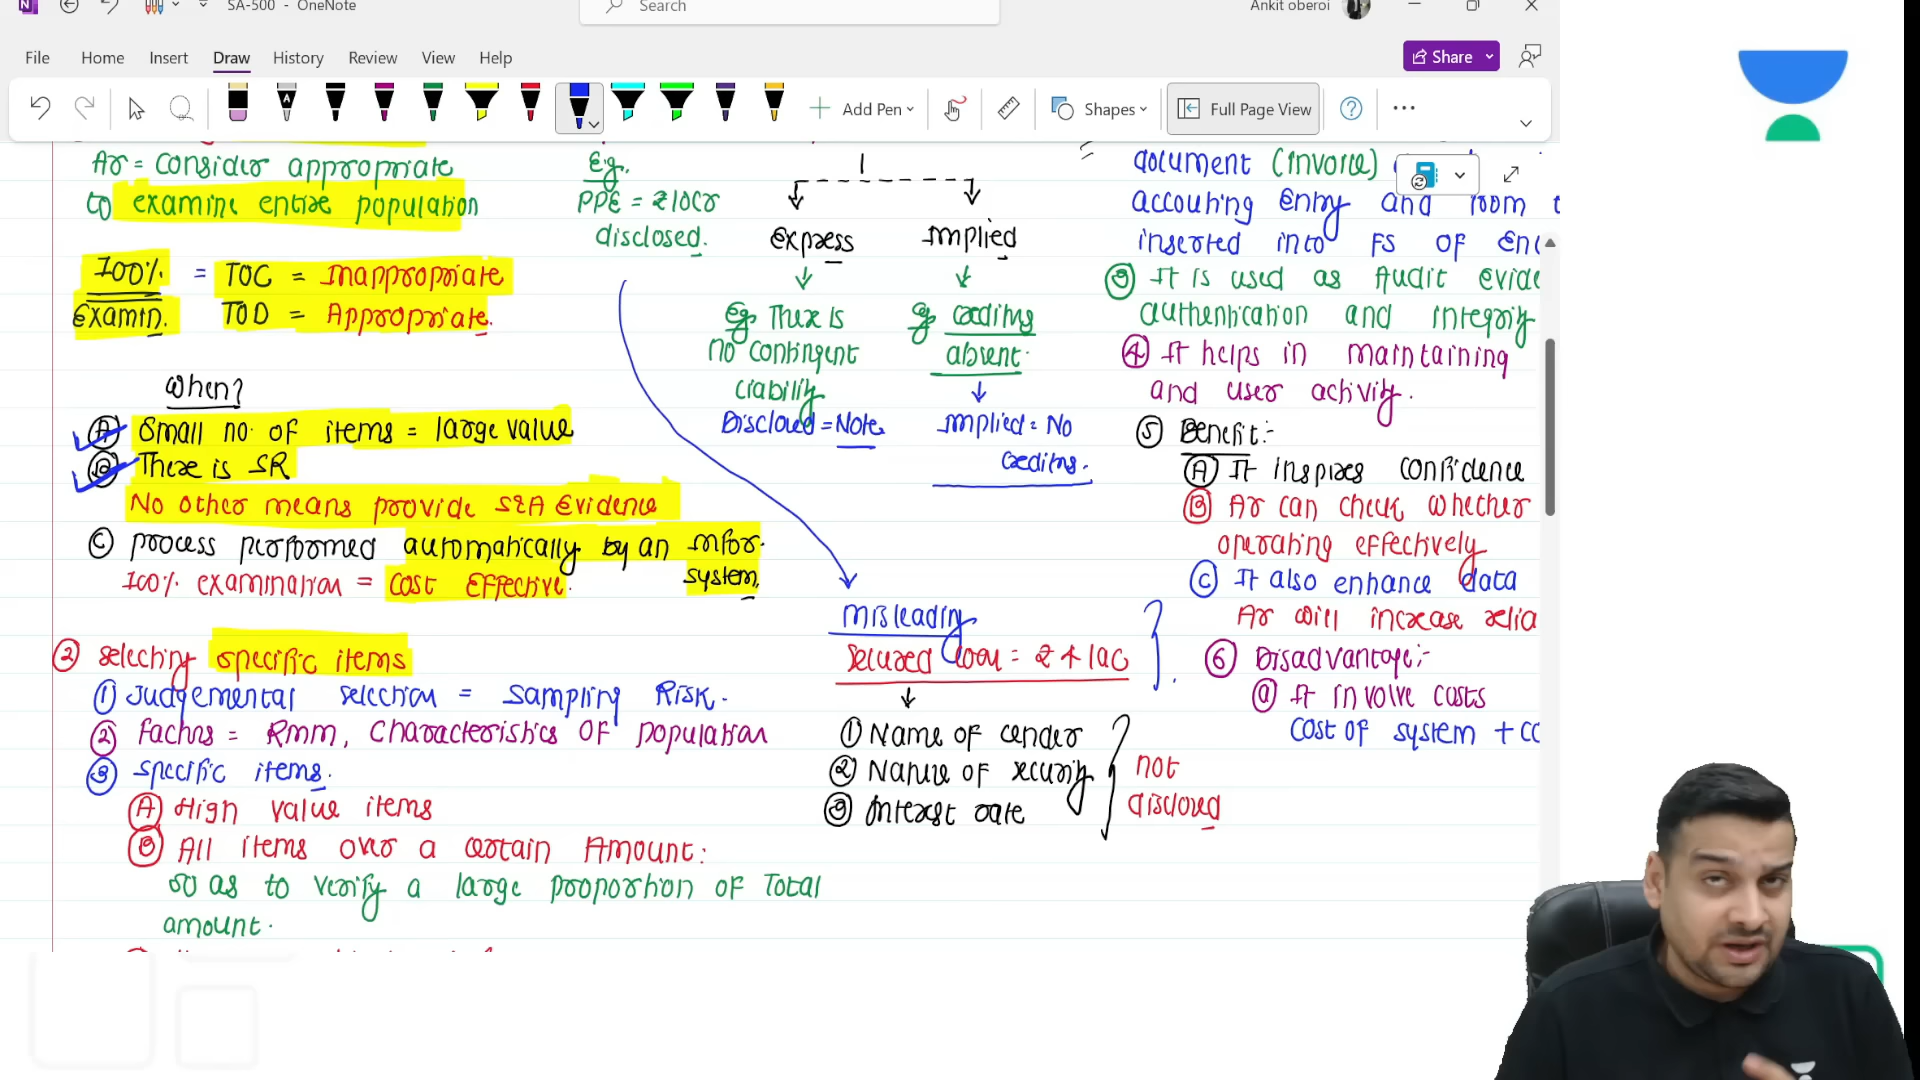 SA-500 - OneNote
Search
Ankit oberoi
File Home Insert Draw History Review View Help
Share
Add Pen
Shapes
Full Page View
Ar = Consider appropriate
to examine entire population
100% = TOC = Inappropriate
Examin. TOD = Appropriate.
When?
(A) Small no. of items = large value
(B) There is SR
No other means provide S&A Evidence
(C) process performed automatically by an infor.
system.
100% examination = Cost Effective.
(2) Selecting specific items
(1) Judgemental selection = Sampling Risk.
(2) Factors = Rmm, Characteristics of population
(3) specific items.
(A) High value items
(B) All items over a certain Amount:
so as to verify a large proportion of Total
amount.
Eg.
PPE = ₹10cr
disclosed.
express Implied
Eg There is
no contingent
liability
Disclosed = Note.
eg creditors
absent.
Implied = No
creditors.
Misleading
Secured loan = ₹ 4 lac
(1) Name of lender
(2) Nature of security
(3) Interest rate
not
disclosed
document (invoice)
accounting entry and room
inserted into FS OF
(3) It is used as Audit
authentication and integrity
(4) It helps in maintaining
and user activity.
(5) Benefit:-
(A) It inspires confidence
(B) Ar can check whether
operating effectively
(C) It also enhance data
Ar will increase
(6) Disadvantage:-
(a) It involve costs
Cost of system +